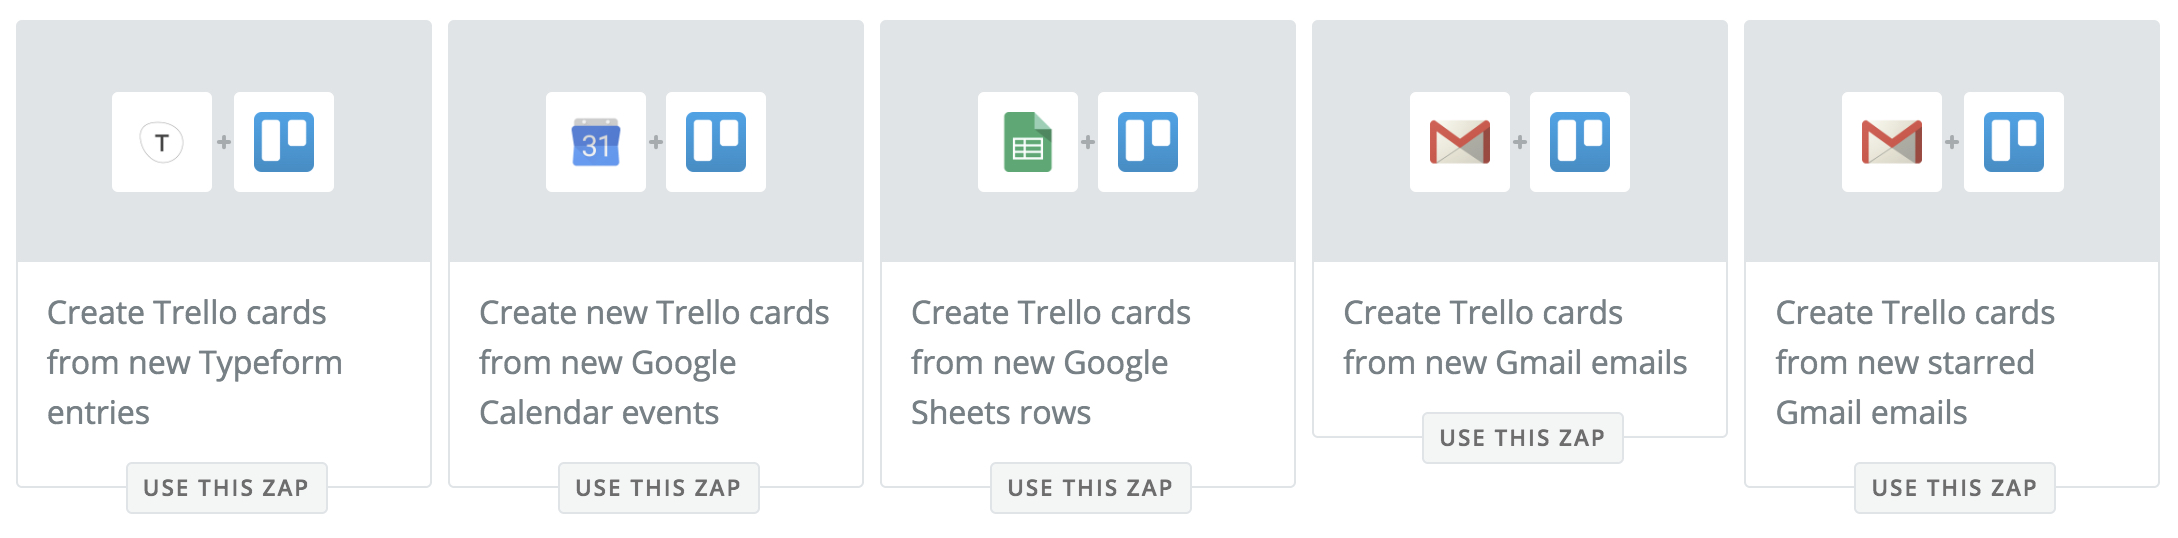 T
31
Create Trello cards
from new Typeform
entries
USE THIS ZAP
Create new Trello cards
from new Google
Calendar events
USE THIS ZAP
Create Trello cards
from new Google
Sheets rows
USE THIS ZAP
Create Trello cards
from new Gmail emails
USE THIS ZAP
Create Trello cards
from new starred
Gmail emails
USE THIS ZAP